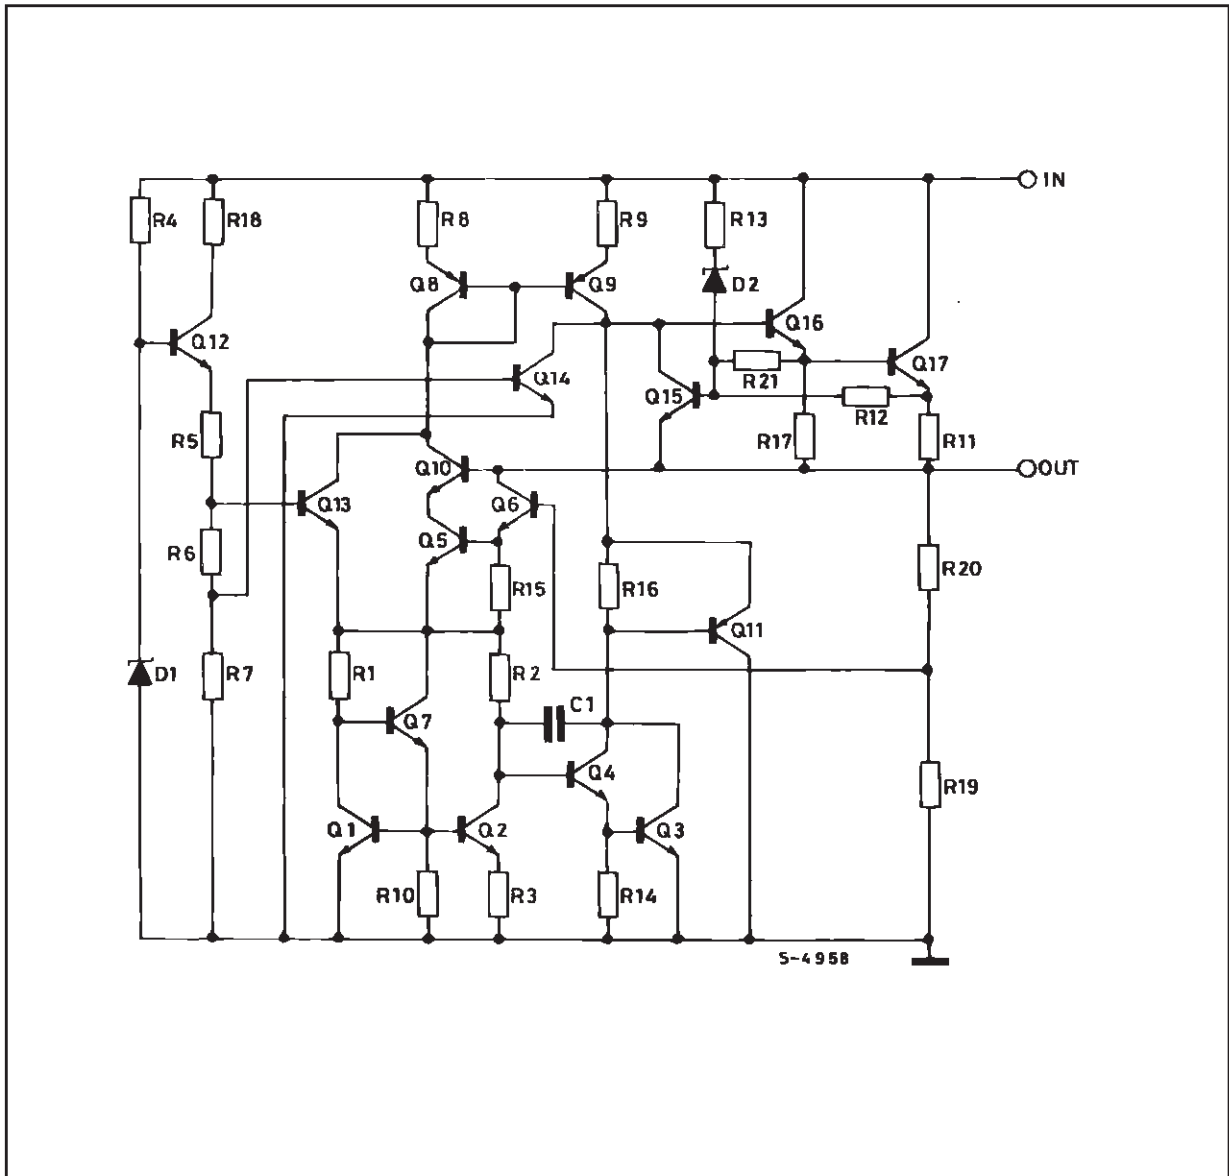 IN
R4 R18 R8 R9 R13
Q8 Q9 D2
Q12 Q16
Q14 R21 Q17
Q15 R12
R5 R17 R11
Q10 OUT
Q13 Q6
R6 Q5
R15 R16 R20
Q11
D1 R7 R1 R2
C1
Q7
Q4 R19
Q1 Q2 Q3
R10 R3 R14
S-4958